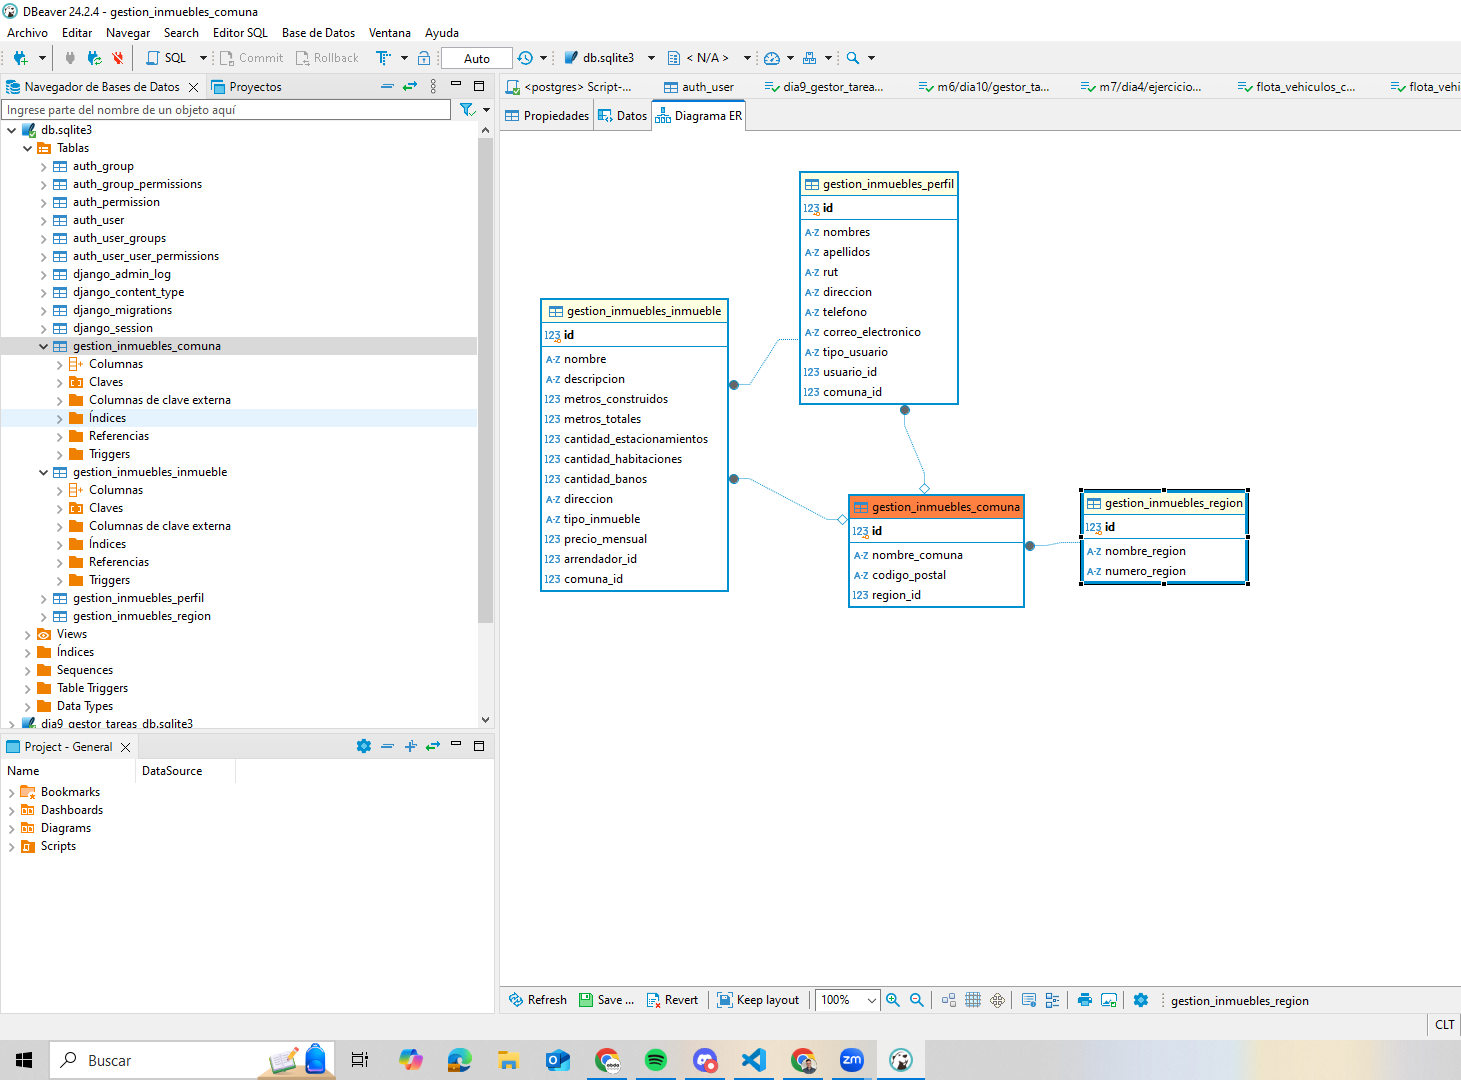 DBeaver 24.2.4 - gestion_inmuebles_comuna
Archivo Editar Navegar Search Editor SQL Base de Datos Ventana Ayuda
SQL Commit Rollback Auto db.sqlite3 < N/A >
Navegador de Bases de Datos Proyectos
<postgres> Script-... auth_user dia9_gestor_tarea... m6/dia10/gestor_ta... m7/dia4/ejercicio... flota_vehiculos_c... flota_vehi
Ingrese parte del nombre de un objeto aquí
Propiedades Datos Diagrama ER
db.sqlite3
Tablas
auth_group
auth_group_permissions
auth_permission
auth_user
auth_user_groups
auth_user_user_permissions
django_admin_log
django_content_type
django_migrations
django_session
gestion_inmuebles_comuna
Columnas
Claves
Columnas de clave externa
Índices
Referencias
Triggers
gestion_inmuebles_inmueble
Columnas
Claves
Columnas de clave externa
Índices
Referencias
Triggers
gestion_inmuebles_perfil
gestion_inmuebles_region
Views
Índices
Sequences
Table Triggers
Data Types
dia9_gestor_tareas_db.sqlite3
Project - General
Name DataSource
Bookmarks
Dashboards
Diagrams
Scripts
gestion_inmuebles_perfil
123 id
A-Z nombres
A-Z apellidos
A-Z rut
A-Z direccion
A-Z telefono
A-Z correo_electronico
A-Z tipo_usuario
123 usuario_id
123 comuna_id
gestion_inmuebles_inmueble
123 id
A-Z nombre
A-Z descripcion
123 metros_construidos
123 metros_totales
123 cantidad_estacionamientos
123 cantidad_habitaciones
123 cantidad_banos
A-Z direccion
A-Z tipo_inmueble
123 precio_mensual
123 arrendador_id
123 comuna_id
gestion_inmuebles_comuna
123 id
A-Z nombre_comuna
A-Z codigo_postal
123 region_id
gestion_inmuebles_region
123 id
A-Z nombre_region
A-Z numero_region
Refresh Save ... Revert Keep layout 100% gestion_inmuebles_region
CLT
Buscar
zm